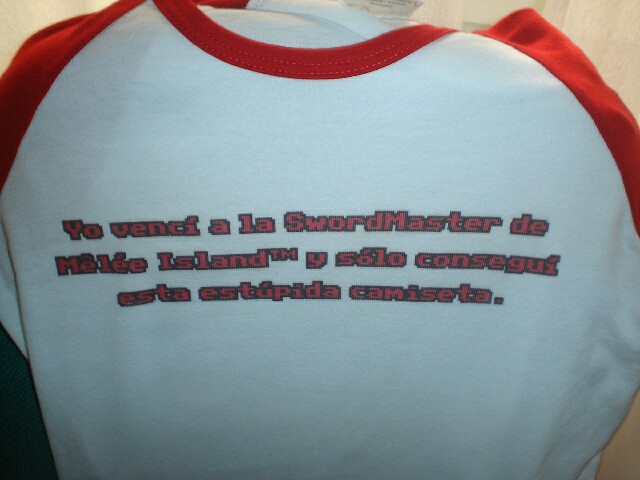 Yo vencí a la SwordMaster de
Mêlée Island™ y sólo conseguí
esta estúpida camiseta.